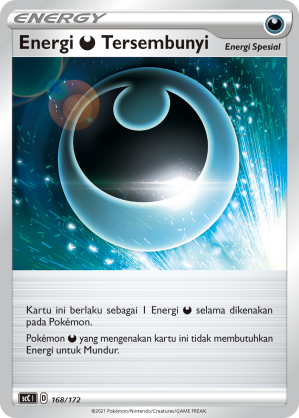 ENERGY
Energi Tersembunyi
Energi Spesial
Kartu ini berlaku sebagai 1 Energi selama dikenakan
pada Pokémon.
Pokémon yang mengenakan kartu ini tidak membutuhkan
Energi untuk Mundur.
SC1 I D 168/172
©2021 Pokémon/Nintendo/Creatures/GAME FREAK